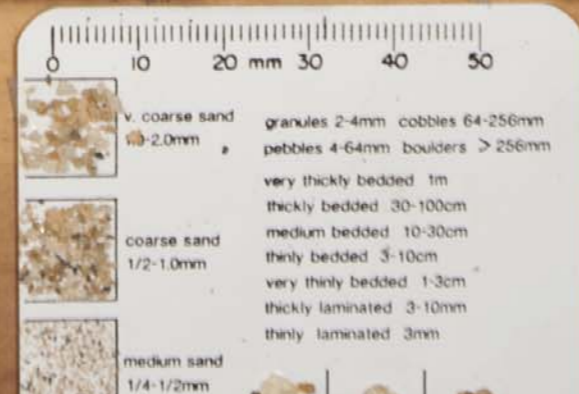 0 10 20 mm 30 40 50
v. coarse sand
-2.0mm
granules 2-4mm cobbles 64-256mm
pebbles 4-64mm boulders > 256mm
very thickly bedded 1m
thickly bedded 30-100cm
medium bedded 10-30cm
thinly bedded 3-10cm
very thinly bedded 1-3cm
thickly laminated 3-10mm
thinly laminated 3mm
coarse sand
1/2-1.0mm
medium sand
1/4-1/2mm